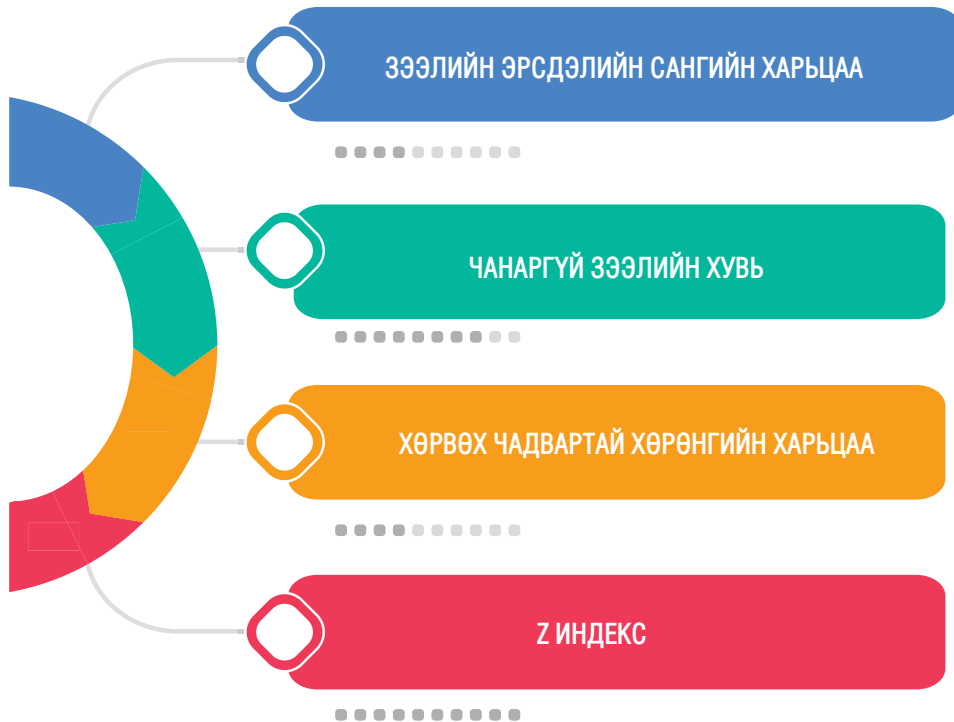 ЗЭЭЛИЙН ЭРСДЭЛИЙН САНГИЙН ХАРЬЦАА
ЧАНАРГҮЙ ЗЭЭЛИЙН ХУВЬ
ХӨРВӨХ ЧАДВАРТАЙ ХӨРӨНГИЙН ХАРЬЦАА
Z ИНДЕКС